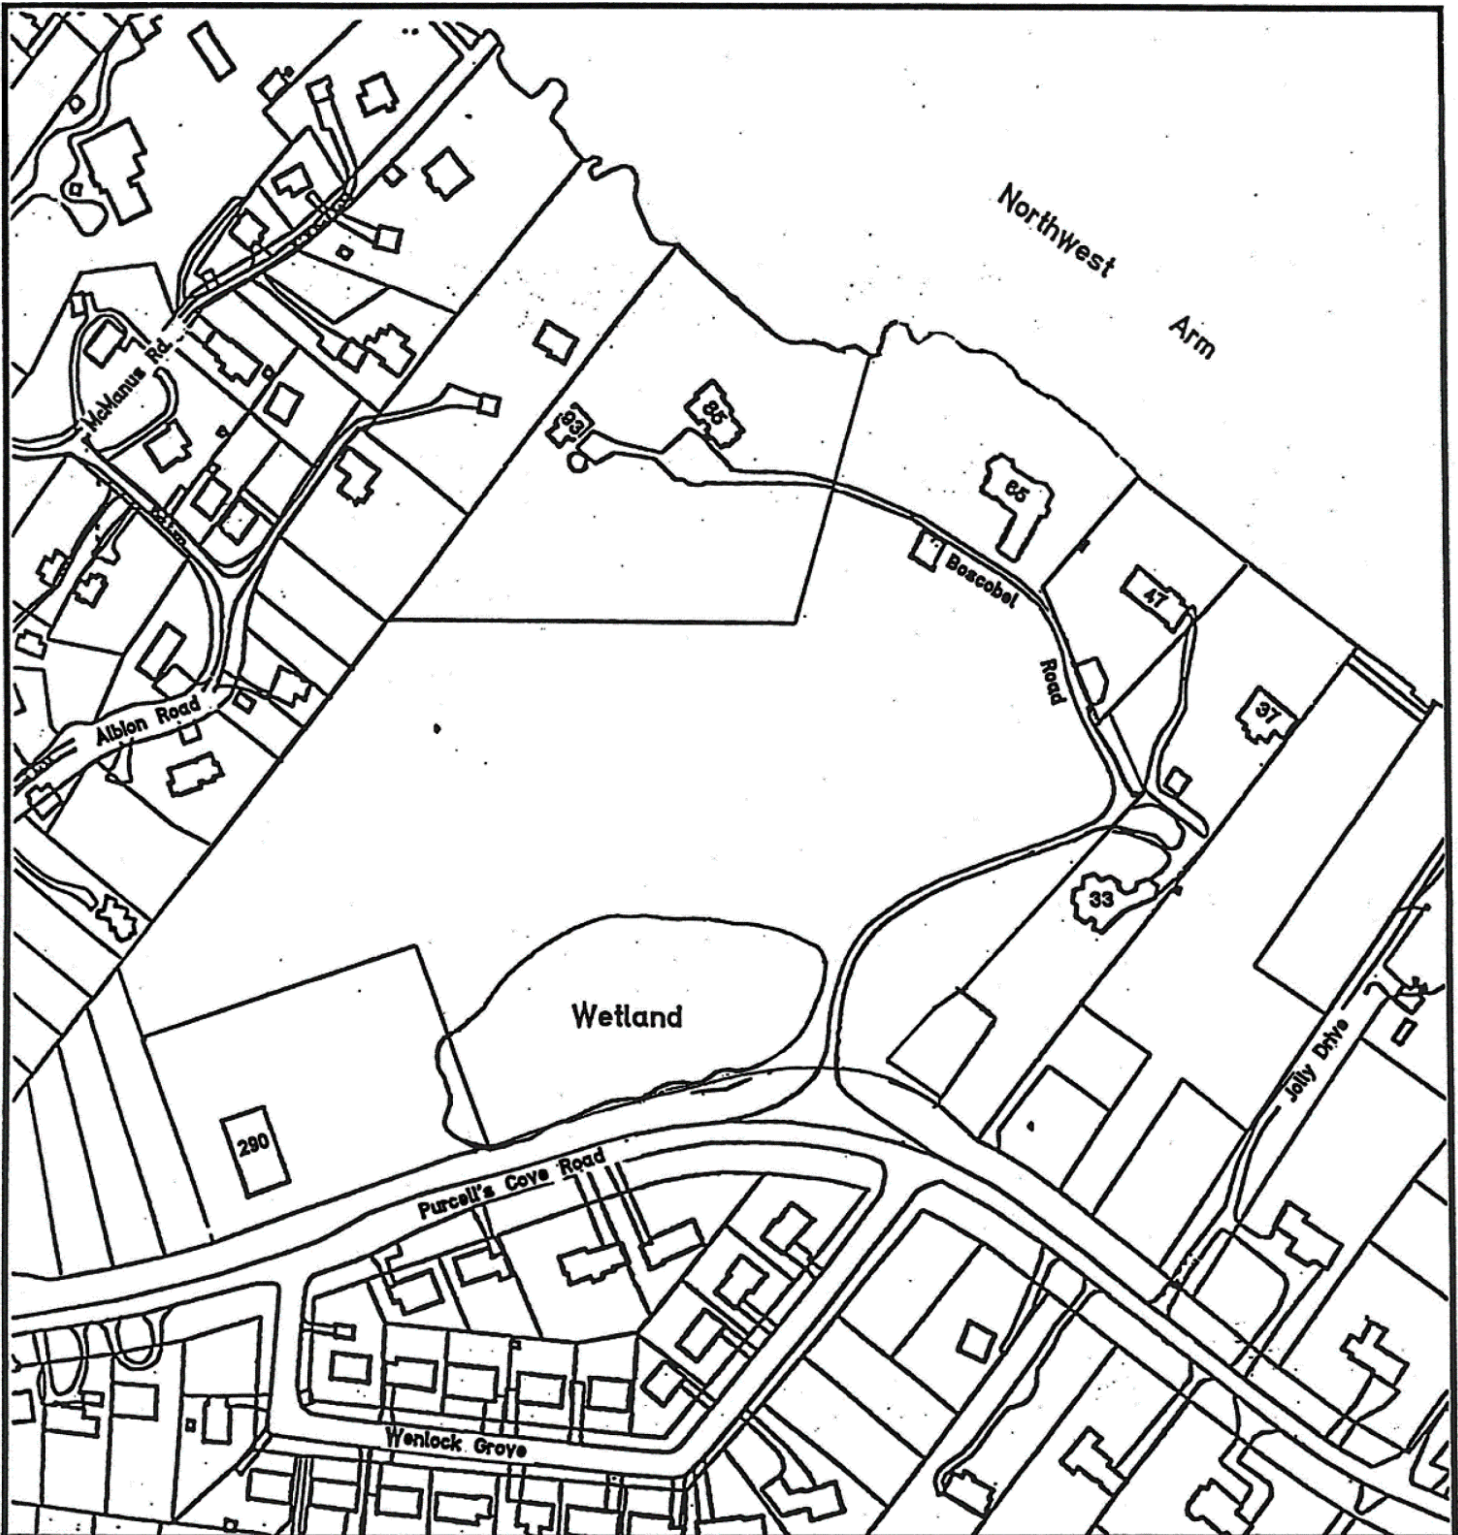 Northwest
Arm
McManus Rd.
93
85
65
Boscobel
Road
47
37
Albion Road
33
Wetland
Jolly Drive
290
Purcell's Cove Road
Wenlock Grove